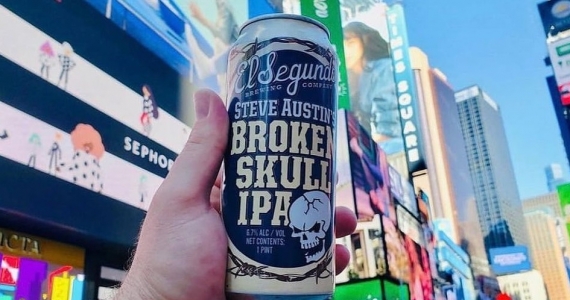 El Segundo
BREWING COMPANY
STEVE AUSTIN'S
BROKEN
SKULL
IPA
6.7% ALC / VOL
NET CONTENTS:
1 PINT
SEPHOR
TIMES SQUARE